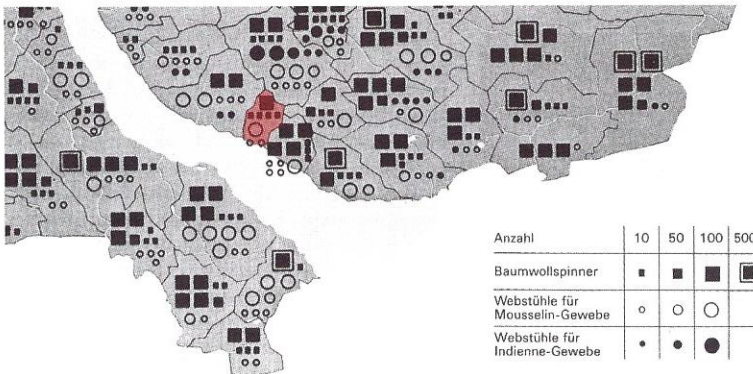 Anzahl 10 50 100 500
Baumwollspinner
Webstühle für
Mousselin-Gewebe
Webstühle für
Indienne-Gewebe